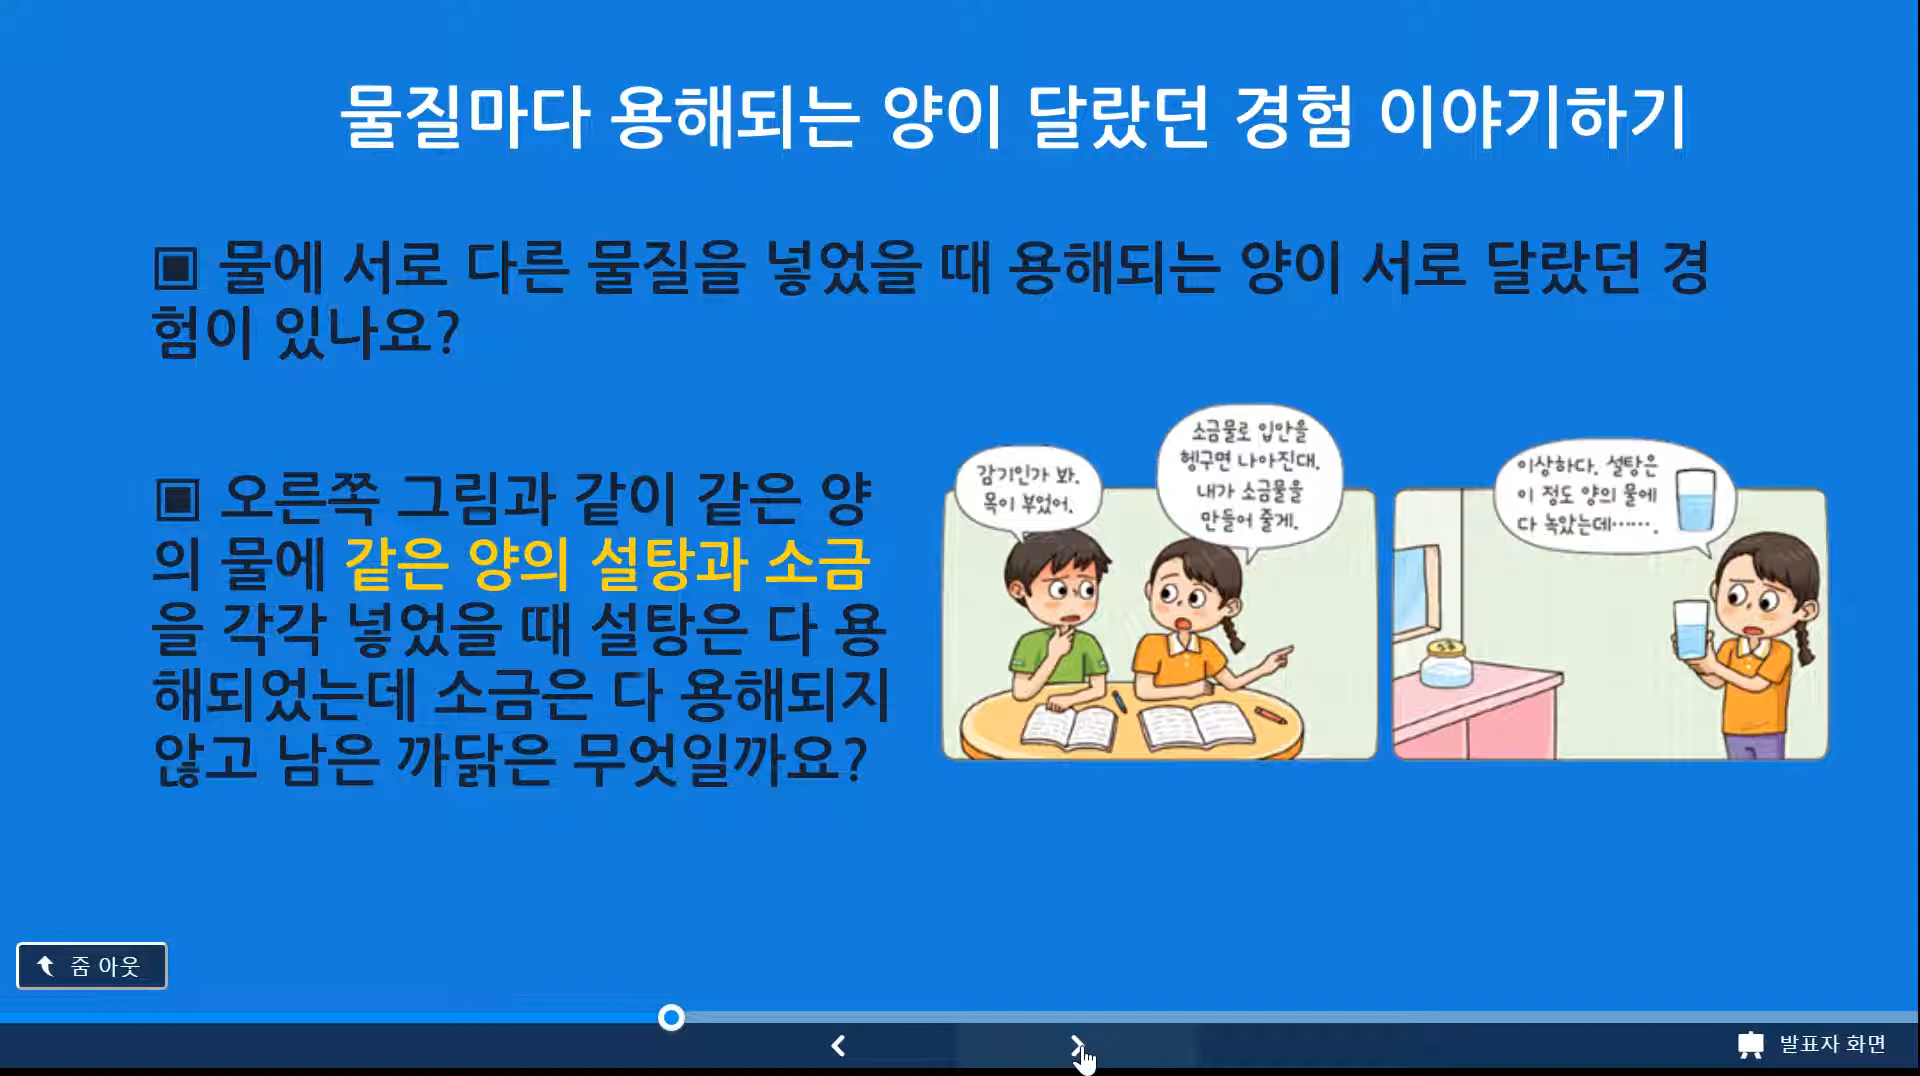 물질마다 용해되는 양이 달랐던 경험 이야기하기
▣ 물에 서로 다른 물질을 넣었을 때 용해되는 양이 서로 달랐던 경
험이 있나요?
▣ 오른쪽 그림과 같이 같은 양
의 물에 같은 양의 설탕과 소금
을 각각 넣었을 때 설탕은 다 용
해되었는데 소금은 다 용해되지
않고 남은 까닭은 무엇일까요?
감기인가 봐.
목이 부었어.
소금물로 입안을
헹구면 나아진대.
내가 소금물을
만들어 줄게.
이상하다. 설탕은
이 정도 양의 물에
다 녹았는데…….
줌 아웃
발표자 화면